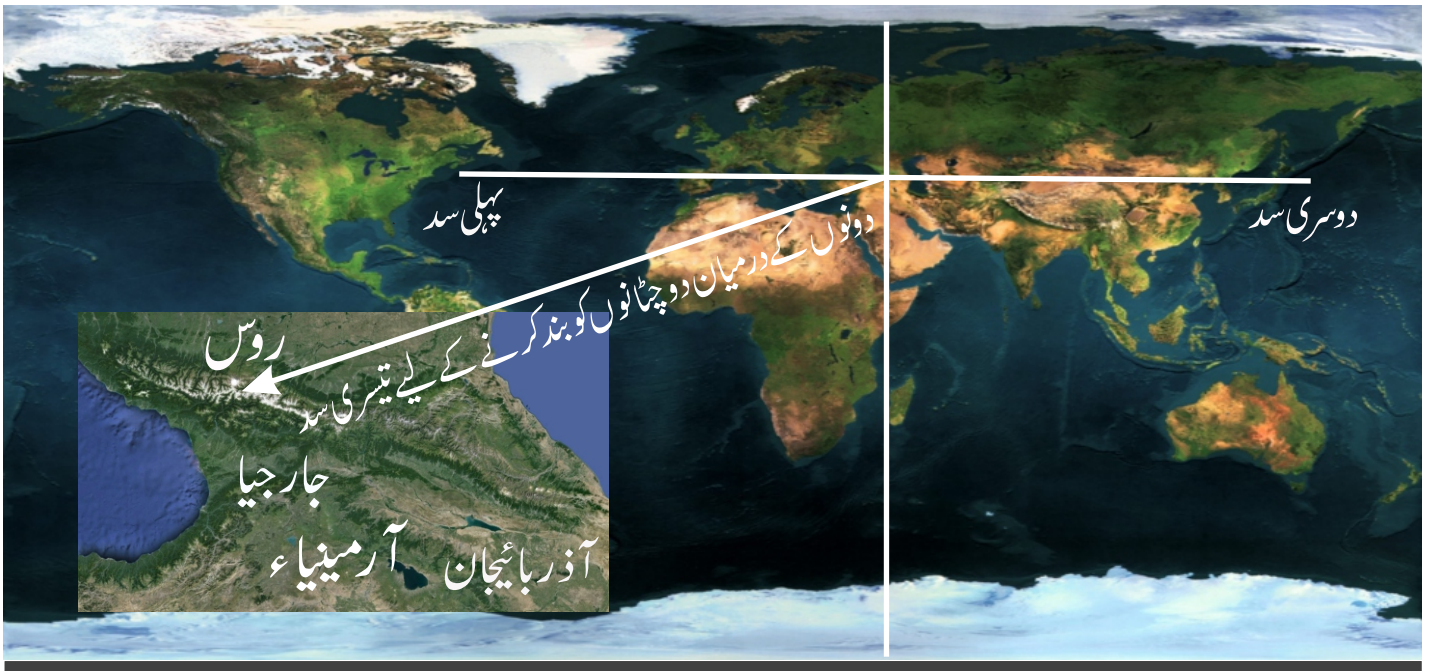 پہلی سد
دوسری سد
دونوں کے درمیان دو چٹانوں کو بند کرنے کے لیے تیسری سد
روس
جارجیا
آرمینیاء
آذربائیجان